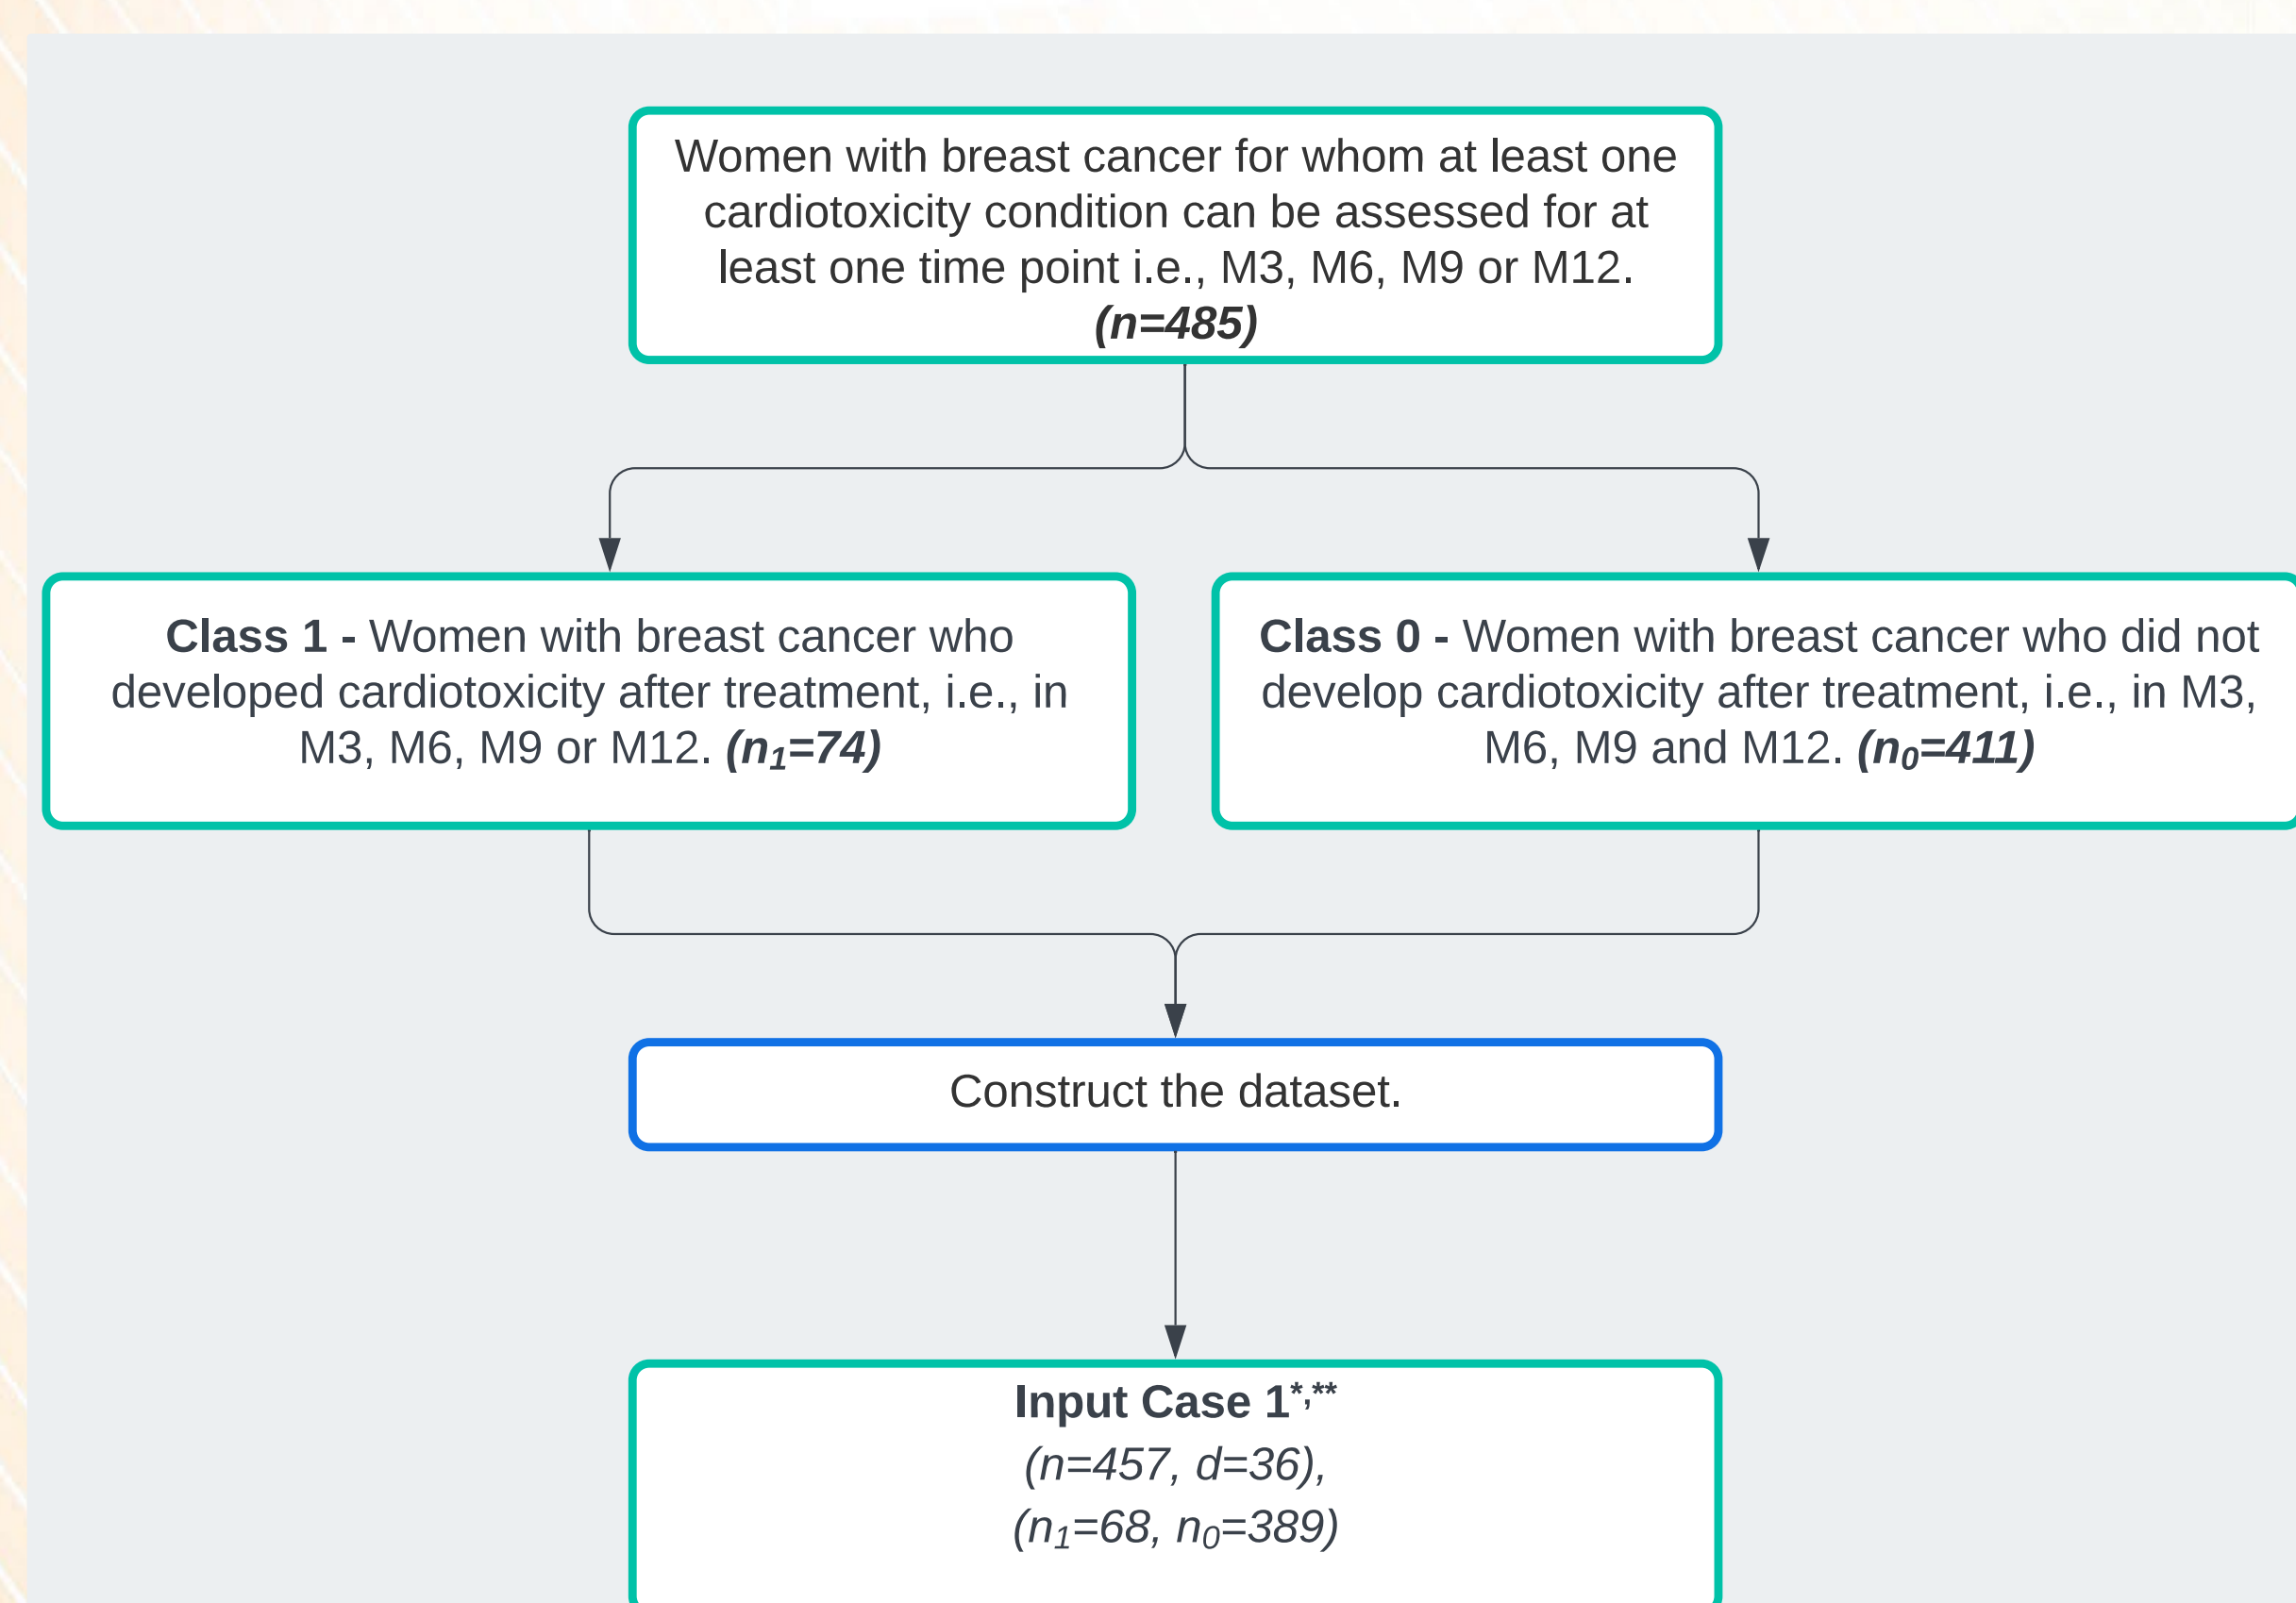 Women with breast cancer for whom at least one
cardiotoxicity condition can be assessed for at
least one time point i.e., M3, M6, M9 or M12.
(n=485)
Class 1 - Women with breast cancer who
developed cardiotoxicity after treatment, i.e., in
M3, M6, M9 or M12. (n₁=74)
Class 0 - Women with breast cancer who did not
develop cardiotoxicity after treatment, i.e., in M3,
M6, M9 and M12. (n₀=411)
Construct the dataset.
Input Case 1*,**
(n=457, d=36),
(n₁=68, n₀=389)